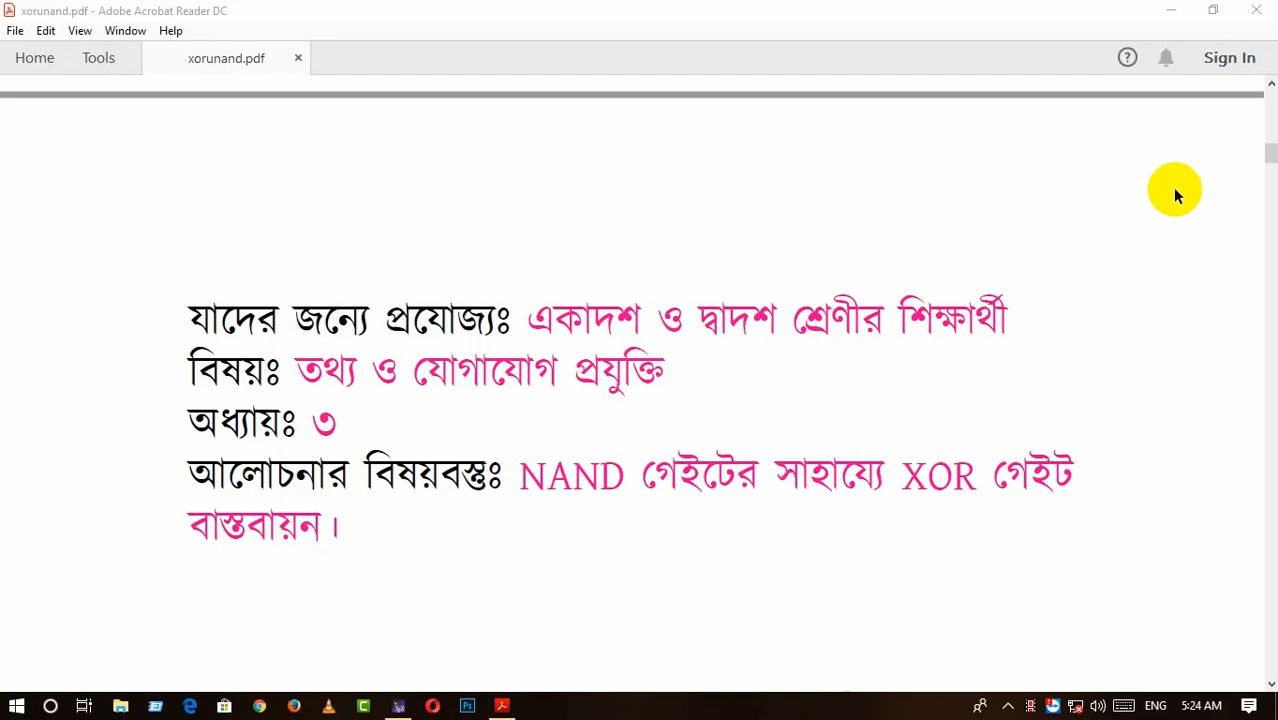 xorunand.pdf - Adobe Acrobat Reader DC
File Edit View Window Help
Home Tools xorunand.pdf × ? Sign In
যাদের জন্যে প্রযোজ্যঃ একাদশ ও দ্বাদশ শ্রেণীর শিক্ষার্থী
বিষয়ঃ তথ্য ও যোগাযোগ প্রযুক্তি
অধ্যায়ঃ ৩
আলোচনার বিষয়বস্তুঃ NAND গেইটের সাহায্যে XOR গেইট
বাস্তবায়ন।
Ps ENG 5:24 AM